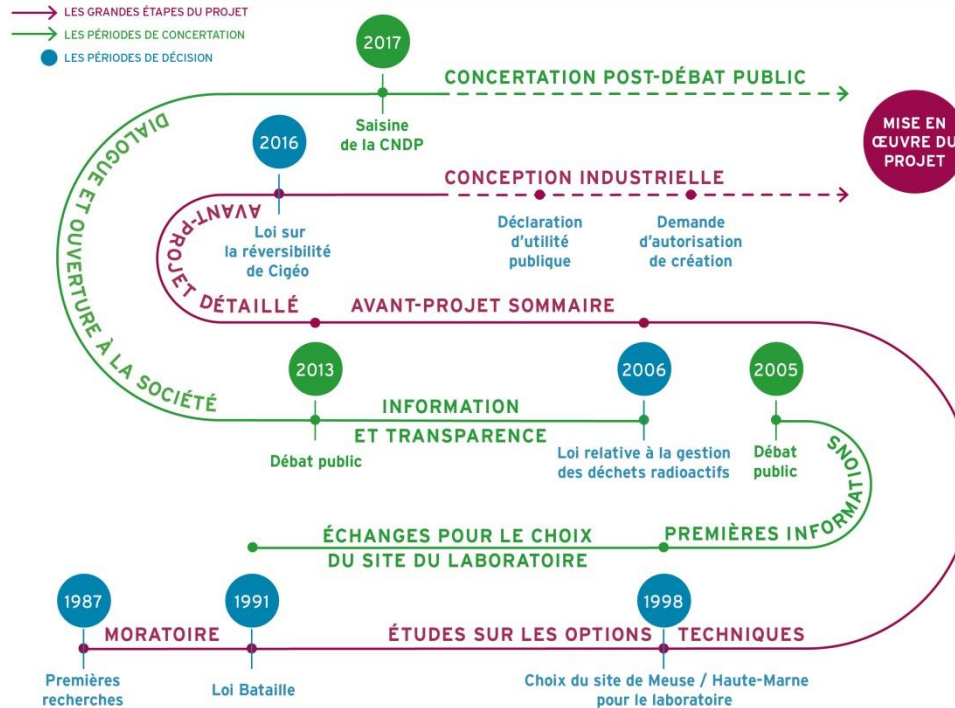 LES GRANDES ÉTAPES DU PROJET
LES PÉRIODES DE CONCERTATION
LES PÉRIODES DE DÉCISION
2017
CONCERTATION POST-DÉBAT PUBLIC
Saisine
de la CNDP
MISE EN
ŒUVRE DU
PROJET
DIALOGUE ET OUVERTURE À LA SOCIÉTÉ
2016
CONCEPTION INDUSTRIELLE
Loi sur
la réversibilité
de Cigéo
Déclaration
d'utilité
publique
Demande
d'autorisation
de création
AVANT-PROJET DÉTAILLÉ
AVANT-PROJET SOMMAIRE
2013
2006
2005
INFORMATION
ET TRANSPARENCE
Débat public
Loi relative à la gestion
des déchets radioactifs
Débat
public
ÉCHANGES POUR LE CHOIX
DU SITE DU LABORATOIRE
PREMIÈRES INFORMATIONS
1987
1991
1998
MORATOIRE
ÉTUDES SUR LES OPTIONS TECHNIQUES
Premières
recherches
Loi Bataille
Choix du site de Meuse / Haute-Marne
pour le laboratoire